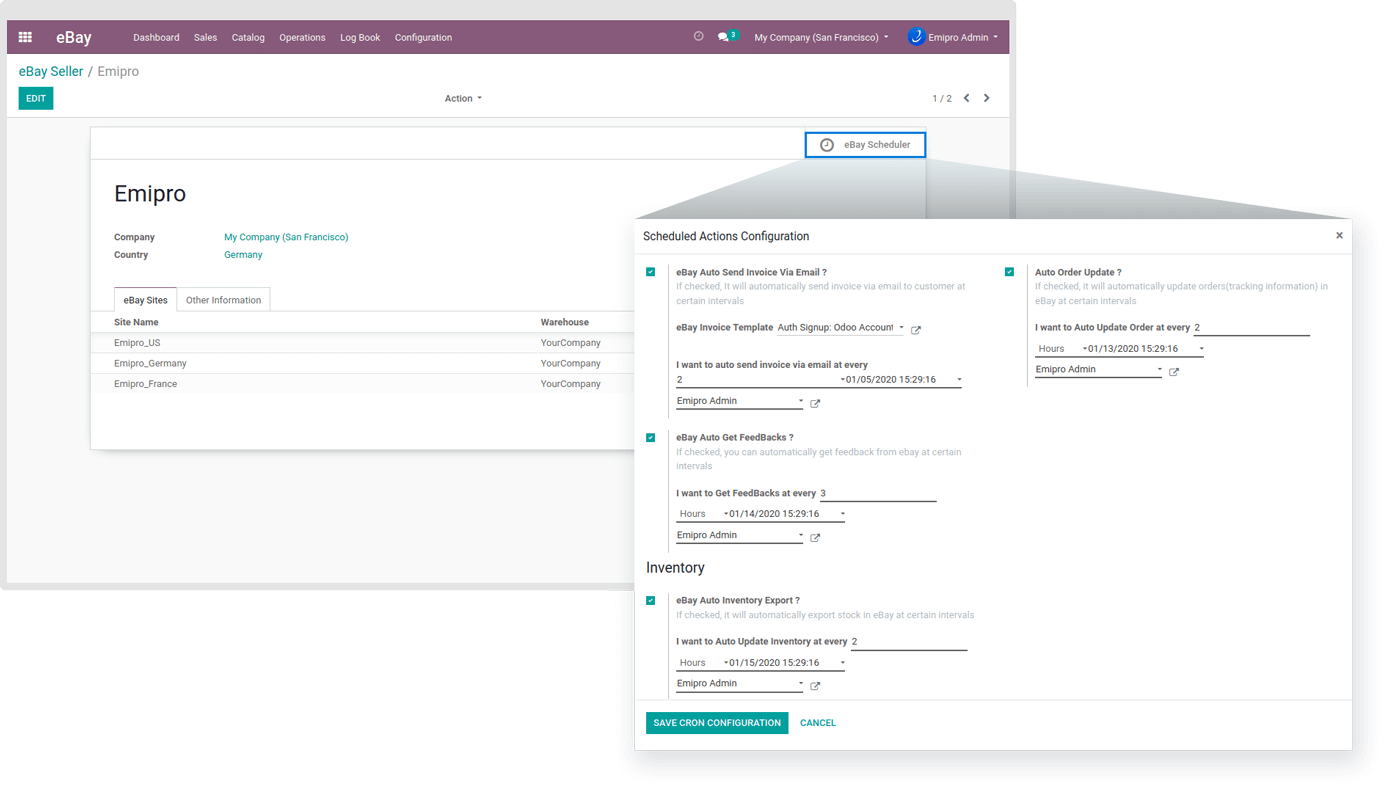 eBay Dashboard Sales Catalog Operations Log Book Configuration 3 My Company (San Francisco) Emipro Admin
eBay Seller / Emipro
EDIT Action 1 / 2
eBay Scheduler
Emipro
Company My Company (San Francisco)
Country Germany
eBay Sites Other Information
Site Name Warehouse
Emipro_US YourCompany
Emipro_Germany YourCompany
Emipro_France YourCompany
Scheduled Actions Configuration ×
eBay Auto Send Invoice Via Email ?
If checked, It will automatically send invoice via email to customer at
certain intervals
eBay Invoice Template Auth Signup: Odoo Account
I want to auto send invoice via email at every
2 01/05/2020 15:29:16
Emipro Admin
Auto Order Update ?
If checked, it will automatically update orders(tracking information) in
eBay at certain intervals
I want to Auto Update Order at every 2
Hours 01/13/2020 15:29:16
Emipro Admin
eBay Auto Get FeedBacks ?
If checked, you can automatically get feedback from ebay at certain
intervals
I want to Get FeedBacks at every 3
Hours 01/14/2020 15:29:16
Emipro Admin
Inventory
eBay Auto Inventory Export ?
If checked, it will automatically export stock in eBay at certain intervals
I want to Auto Update Inventory at every 2
Hours 01/15/2020 15:29:16
Emipro Admin
SAVE CRON CONFIGURATION CANCEL